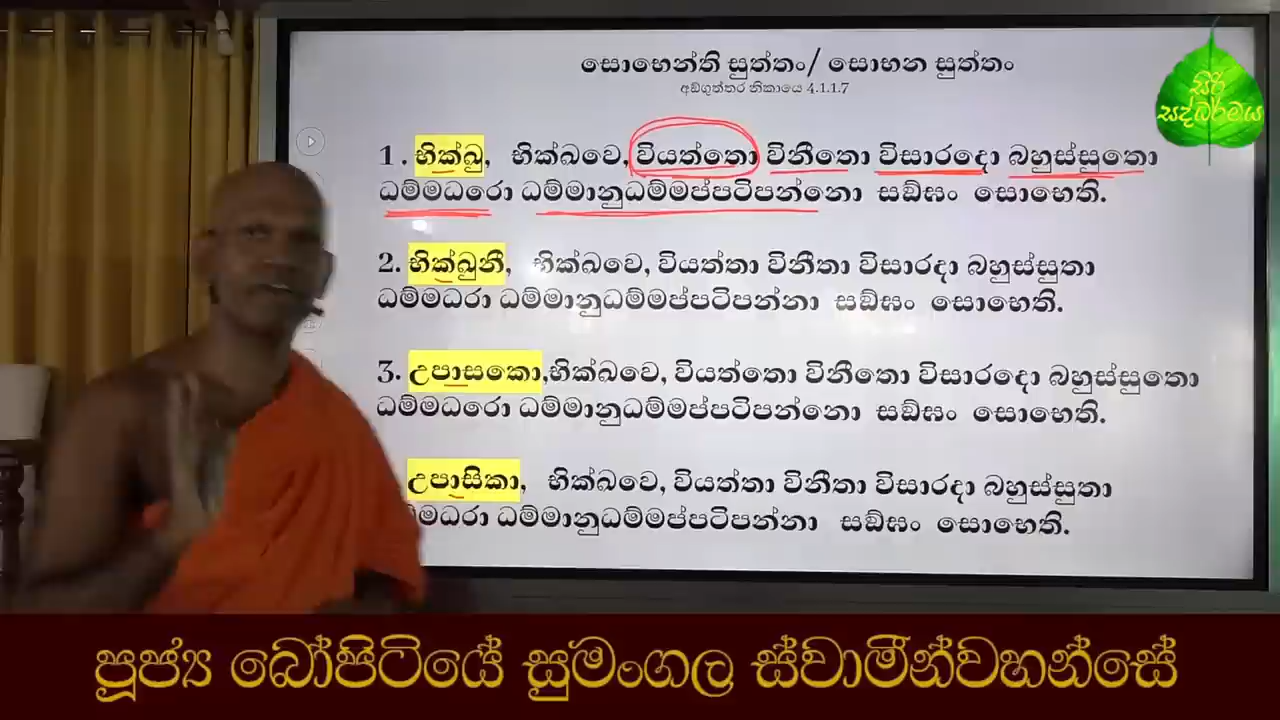 සොභෙන්ති සුත්තං/ සොභන සුත්තං
අඞ්ගුත්තර නිකායෙ 4.1.1.7
සිරි
සද්ධර්මය
1 . භික්ඛු, භික්ඛවෙ, වියත්තො විනීතො විසාරදො බහුස්සුතො
ධම්මධරො ධම්මානුධම්මප්පටිපන්නො සඞ්ඝං සොභෙති.
2. භික්ඛුනී, භික්ඛවෙ, වියත්තා විනීතා විසාරදා බහුස්සුතා
ධම්මධරා ධම්මානුධම්මප්පටිපන්නා සඞ්ඝං සොභෙති.
3. උපාසකො,භික්ඛවෙ, වියත්තො විනීතො විසාරදො බහුස්සුතො
ධම්මධරො ධම්මානුධම්මප්පටිපන්නො සඞ්ඝං සොභෙති.
උපාසිකා, භික්ඛවෙ, වියත්තා විනීතා විසාරදා බහුස්සුතා
ම්මධරා ධම්මානුධම්මප්පටිපන්නා සඞ්ඝං සොභෙති.
පූජ්‍ය බෝපිටියේ සුමංගල ස්වාමීන්වහන්සේ